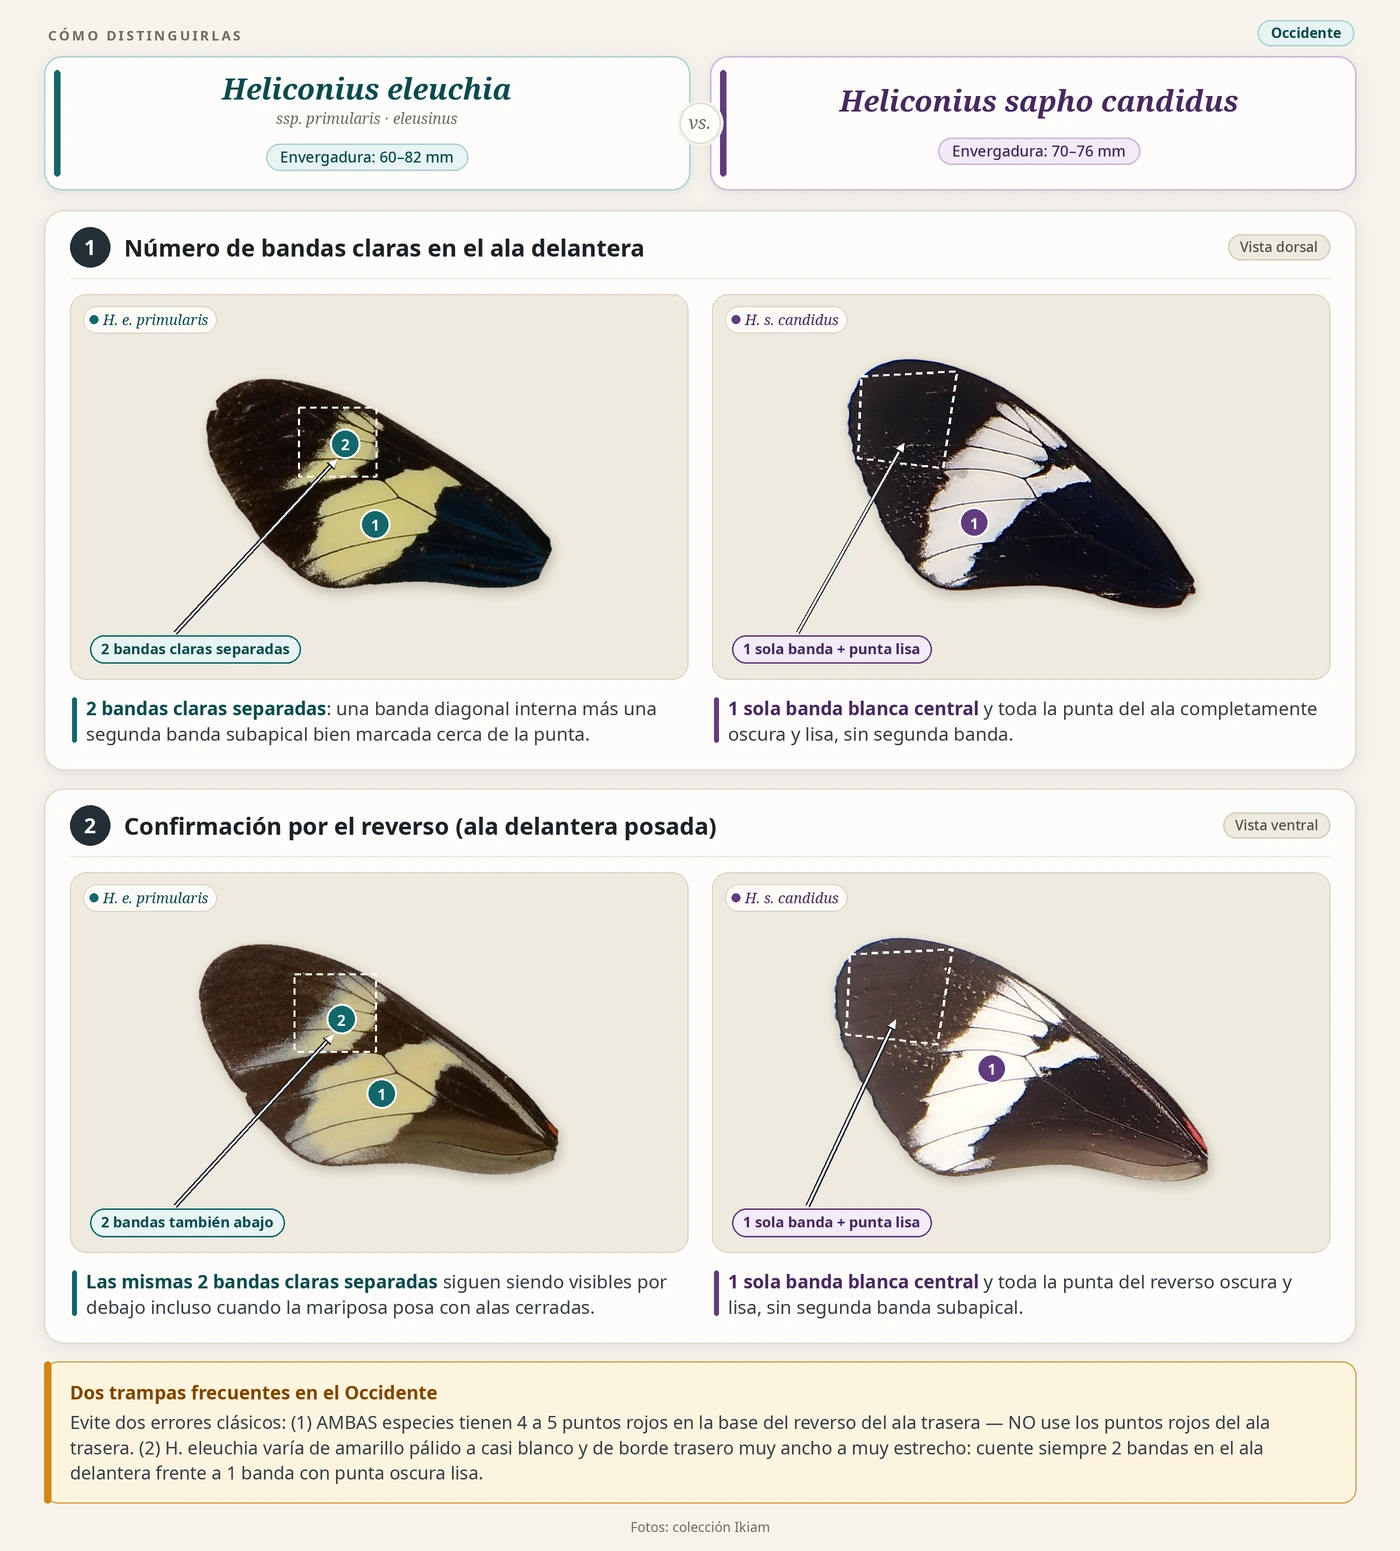 CÓMO DISTINGUIRLAS
Occidente
Heliconius eleuchia
ssp. primularis · eleusinus
Envergadura: 60–82 mm
vs.
Heliconius sapho candidus
Envergadura: 70–76 mm
1 Número de bandas claras en el ala delantera
Vista dorsal
H. e. primularis
2
1
2 bandas claras separadas
H. s. candidus
1
1 sola banda + punta lisa
2 bandas claras separadas: una banda diagonal interna más una
segunda banda subapical bien marcada cerca de la punta.
1 sola banda blanca central y toda la punta del ala completamente
oscura y lisa, sin segunda banda.
2 Confirmación por el reverso (ala delantera posada)
Vista ventral
H. e. primularis
2
1
2 bandas también abajo
H. s. candidus
1
1 sola banda + punta lisa
Las mismas 2 bandas claras separadas siguen siendo visibles por
debajo incluso cuando la mariposa posa con alas cerradas.
1 sola banda blanca central y toda la punta del reverso oscura y
lisa, sin segunda banda subapical.
Dos trampas frecuentes en el Occidente
Evite dos errores clásicos: (1) AMBAS especies tienen 4 a 5 puntos rojos en la base del reverso del ala trasera — NO use los puntos rojos del ala
trasera. (2) H. eleuchia varía de amarillo pálido a casi blanco y de borde trasero muy ancho a muy estrecho: cuente siempre 2 bandas en el ala
delantera frente a 1 banda con punta oscura lisa.
Fotos: colección Ikiam